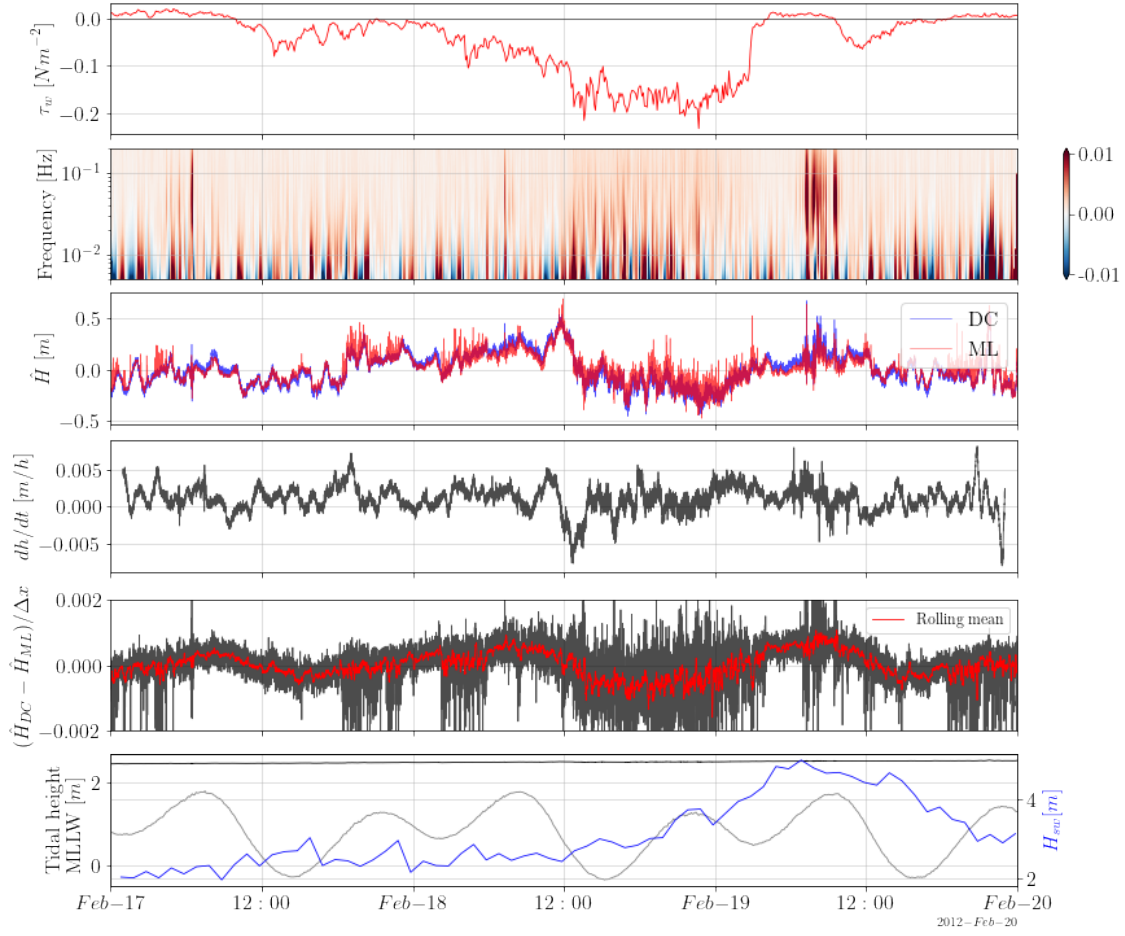 0.0
−0.1
−0.2
τ_w [Nm⁻²]
10⁻¹
10⁻²
Frequency [Hz]
0.01
0.00
-0.01
0.5
0.0
−0.5
Ĥ [m]
DC
ML
0.005
0.000
−0.005
dh/dt [m/h]
0.002
0.000
−0.002
(Ĥ_DC − Ĥ_ML)/Δx
Rolling mean
2
0
Tidal height
MLLW [m]
4
2
H_sw[m]
Feb−17 12 : 00 Feb−18 12 : 00 Feb−19 12 : 00 Feb−20
2012−Feb−20